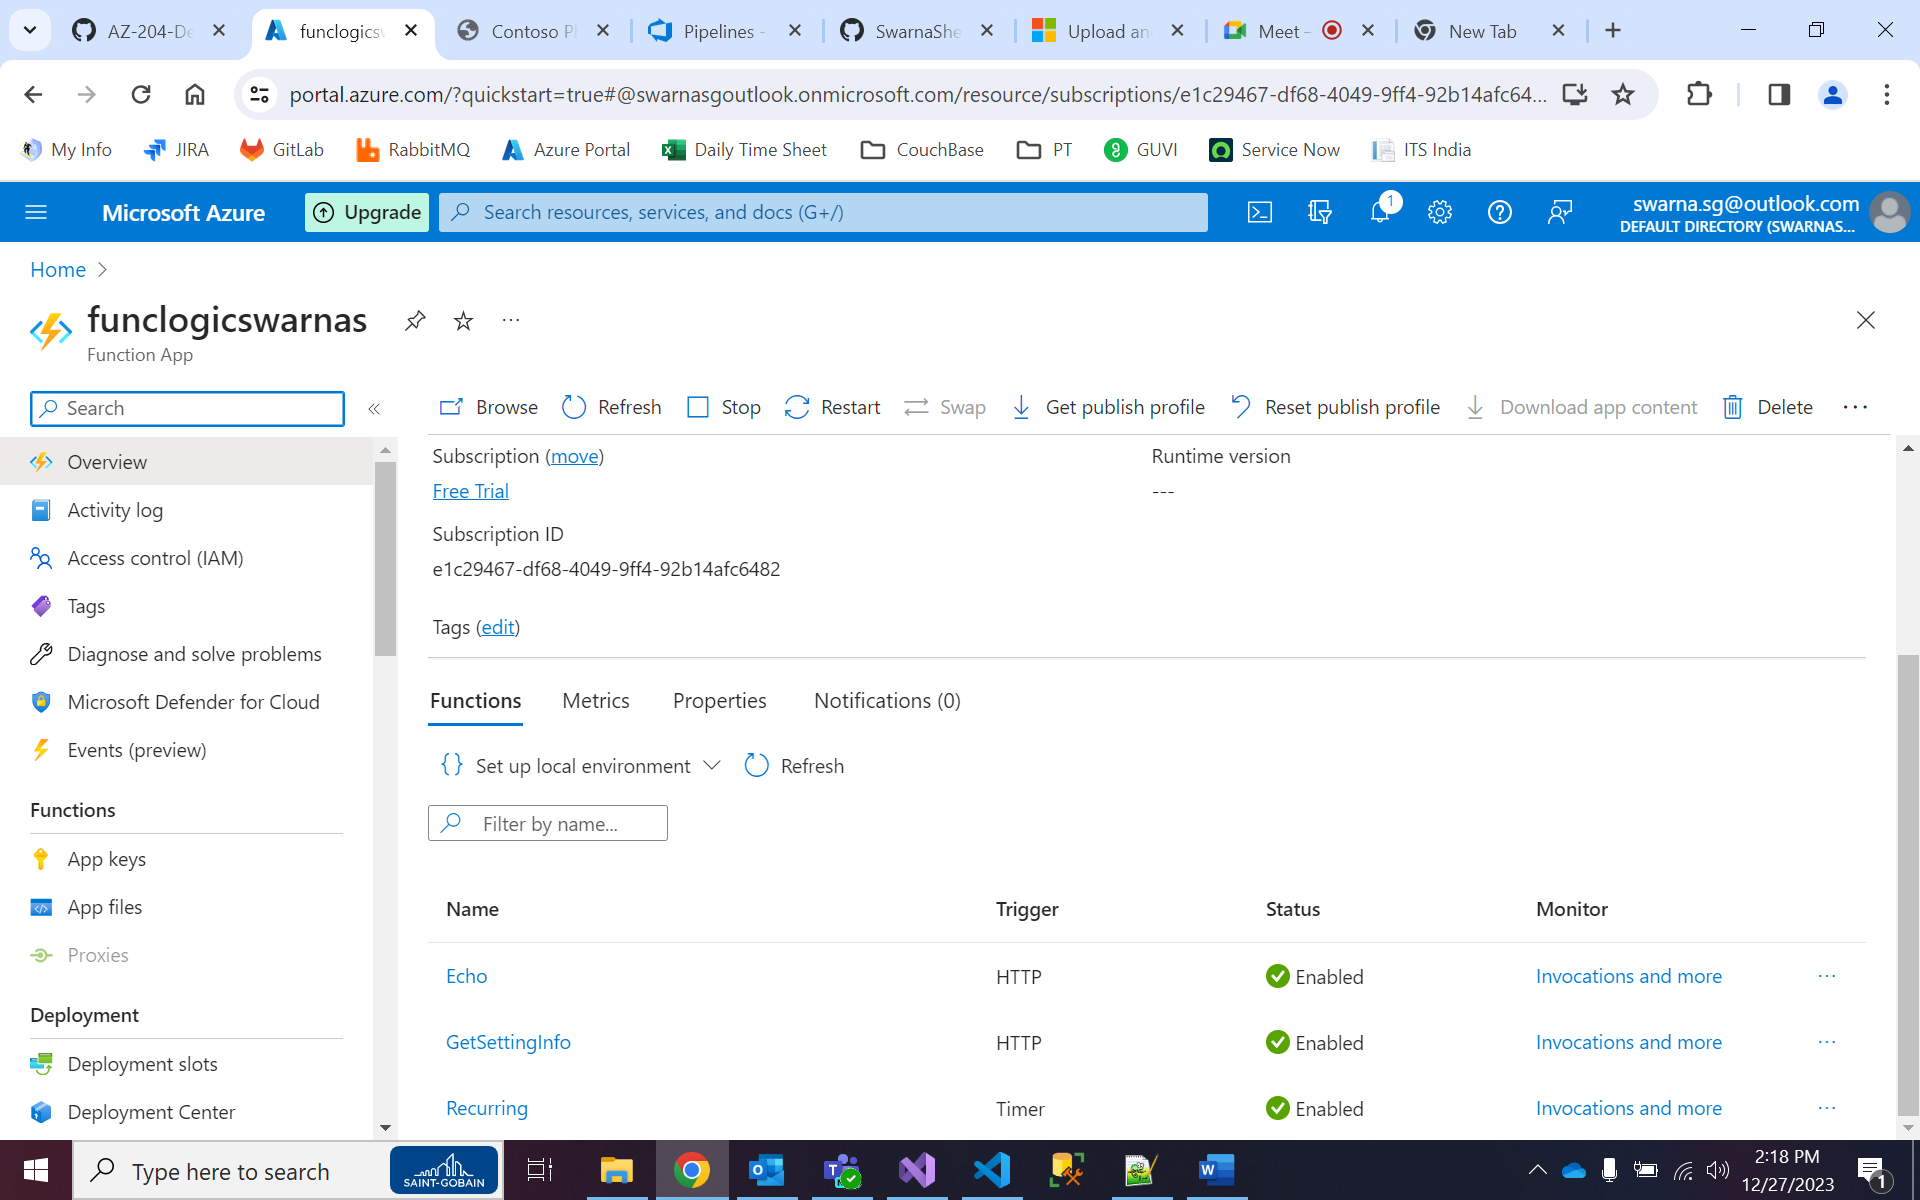 AZ-204-De
funclogicsw
Contoso Ph
Pipelines -
SwarnaShe
Upload an
Meet -
New Tab
portal.azure.com/?quickstart=true#@swarnasgoutlook.onmicrosoft.com/resource/subscriptions/e1c29467-df68-4049-9ff4-92b14afc64...
My Info
JIRA
GitLab
RabbitMQ
Azure Portal
Daily Time Sheet
CouchBase
PT
GUVI
Service Now
ITS India
Microsoft Azure
Upgrade
Search resources, services, and docs (G+/)
1
swarna.sg@outlook.com
DEFAULT DIRECTORY (SWARNAS...
Home
funclogicswarnas
...
Function App
Search
Browse
Refresh
Stop
Restart
Swap
Get publish profile
Reset publish profile
Download app content
Delete
...
Overview
Activity log
Access control (IAM)
Tags
Diagnose and solve problems
Microsoft Defender for Cloud
Events (preview)
Functions
App keys
App files
Proxies
Deployment
Deployment slots
Deployment Center
Subscription (move)
Free Trial
Subscription ID
e1c29467-df68-4049-9ff4-92b14afc6482
Tags (edit)
Runtime version
---
Functions
Metrics
Properties
Notifications (0)
Set up local environment
Refresh
Filter by name...
Name Trigger Status Monitor
Echo HTTP Enabled Invocations and more ...
GetSettingInfo HTTP Enabled Invocations and more ...
Recurring Timer Enabled Invocations and more ...
Type here to search
SAINT-GOBAIN
2:18 PM
12/27/2023
1